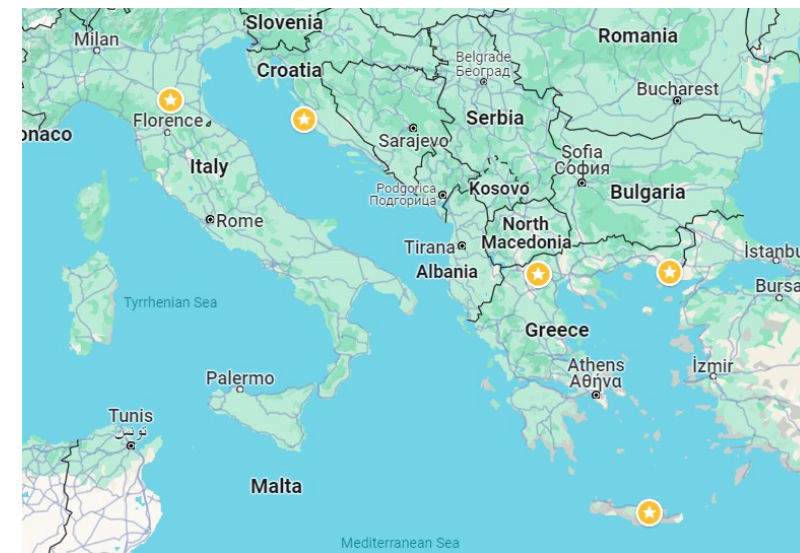 Slovenia
Milan
Romania
Croatia
Belgrade
Београд
Bucharest
Florence
onaco
Serbia
Sarajevo
Sofia
София
Italy
Kosovo
Podgorica
Подгорица
Bulgaria
Rome
North
Macedonia
Tirana
İstanbu
Albania
Bursa
Tyrrhenian Sea
Greece
Athens
Αθήνα
İzmir
Palermo
Tunis
تونس
Malta
Mediterranean Sea